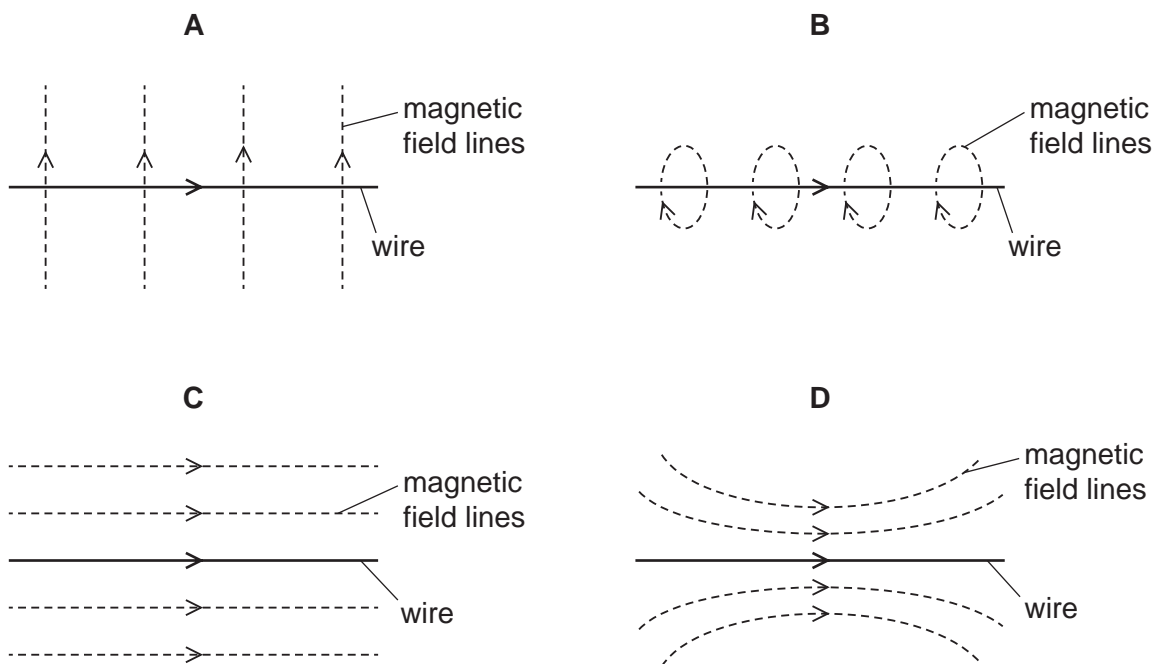 A
magnetic
field lines
wire
B
magnetic
field lines
wire
C
magnetic
field lines
wire
D
magnetic
field lines
wire